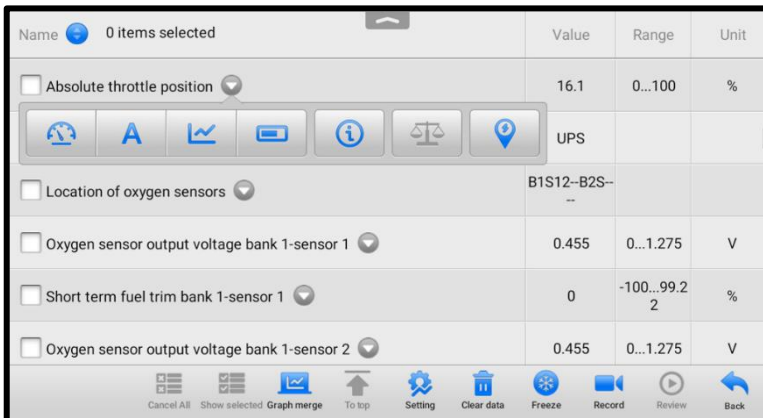 Name 0 items selected Value Range Unit
Absolute throttle position 16.1 0...100 %
A
UPS
Location of oxygen sensors B1S12--B2S--
--
Oxygen sensor output voltage bank 1-sensor 1 0.455 0...1.275 V
Short term fuel trim bank 1-sensor 1 0 -100...99.2
2 %
Oxygen sensor output voltage bank 1-sensor 2 0.455 0...1.275 V
Cancel All Show selected Graph merge To top Setting Clear data Freeze Record Review Back